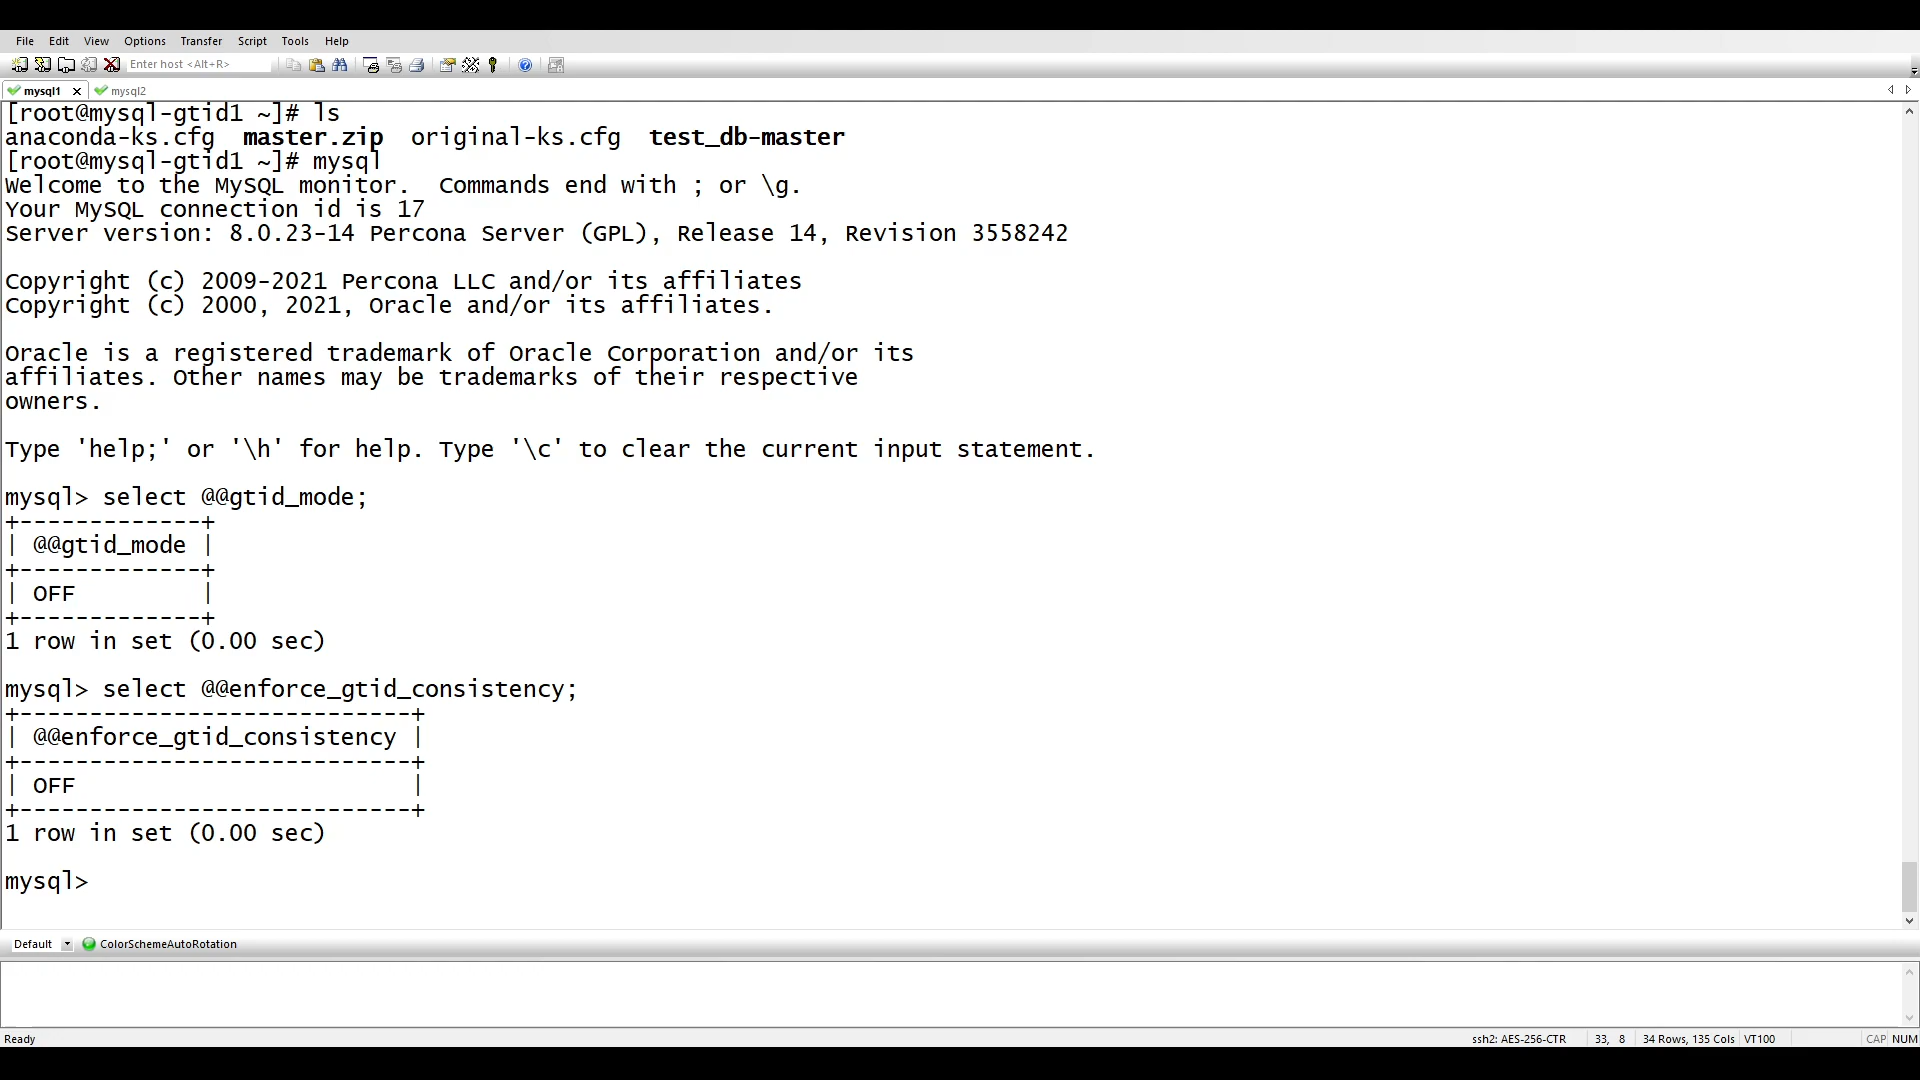 File Edit View Options Transfer Script Tools Help
Enter host <Alt+R>
mysql1 mysql2
[root@mysql-gtid1 ~]# ls
anaconda-ks.cfg  master.zip  original-ks.cfg  test_db-master
[root@mysql-gtid1 ~]# mysql
Welcome to the MySQL monitor.  Commands end with ; or \g.
Your MySQL connection id is 17
Server version: 8.0.23-14 Percona Server (GPL), Release 14, Revision 3558242
Copyright (c) 2009-2021 Percona LLC and/or its affiliates
Copyright (c) 2000, 2021, Oracle and/or its affiliates.
Oracle is a registered trademark of Oracle Corporation and/or its
affiliates. Other names may be trademarks of their respective
owners.
Type 'help;' or '\h' for help. Type '\c' to clear the current input statement.
mysql> select @@gtid_mode;
+-------------+
| @@gtid_mode |
+-------------+
| OFF         |
+-------------+
1 row in set (0.00 sec)
mysql> select @@enforce_gtid_consistency;
+----------------------------+
| @@enforce_gtid_consistency |
+----------------------------+
| OFF                        |
+----------------------------+
1 row in set (0.00 sec)
mysql>
Default ColorSchemeAutoRotation
Ready ssh2: AES-256-CTR 33, 8 34 Rows, 135 Cols VT100 CAP NUM